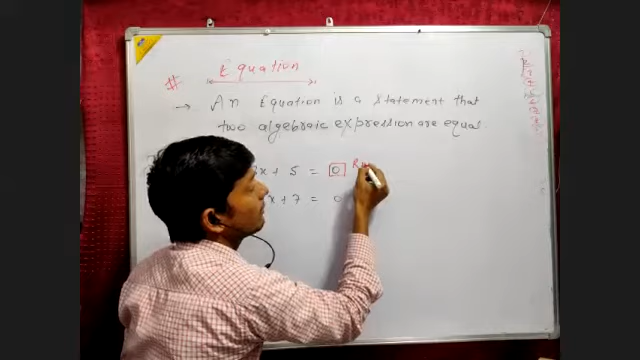 # Equation
→ An Equation is a statement that
two algebraic expression are equal
x + 5 = 0
x + 7 = 0